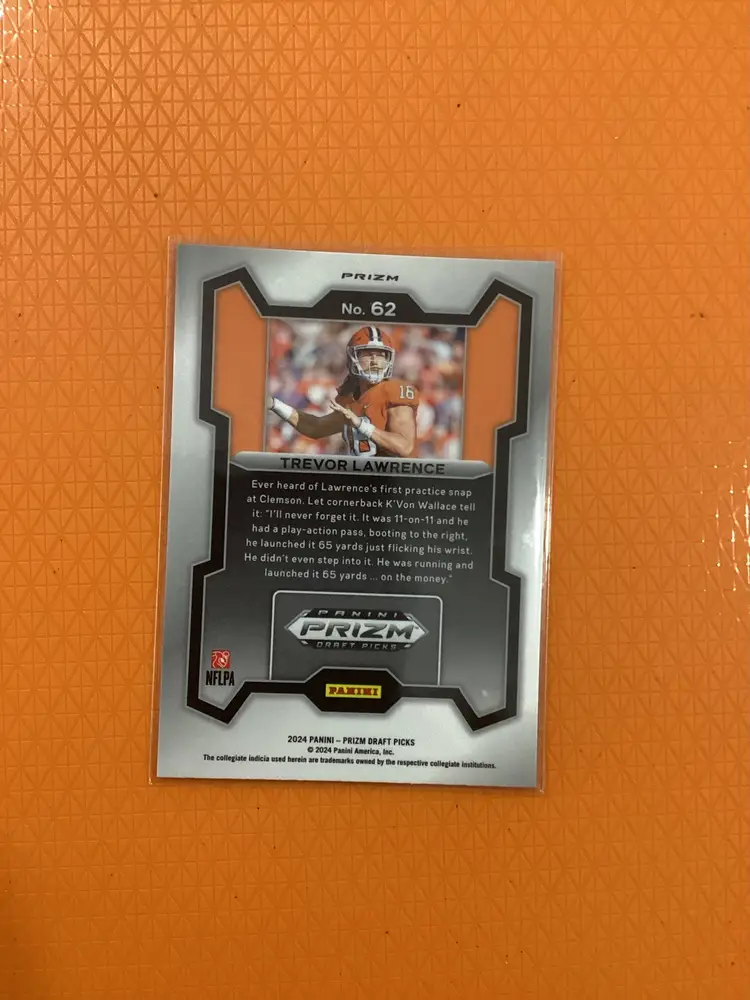 PRIZM
No. 62
16
16
TREVOR LAWRENCE
Ever heard of Lawrence's first practice snap
at Clemson. Let cornerback K'Von Wallace tell
it: "I'll never forget it. It was 11-on-11 and he
had a play-action pass, booting to the right,
he launched it 65 yards just flicking his wrist.
He didn't even step into it. He was running and
launched it 65 yards ... on the money."
PANINI
PRIZM
DRAFT PICKS
NFLPA
PANINI
2024 PANINI – PRIZM DRAFT PICKS
© 2024 Panini America, Inc.
The collegiate indicia used herein are trademarks owned by the respective collegiate institutions.